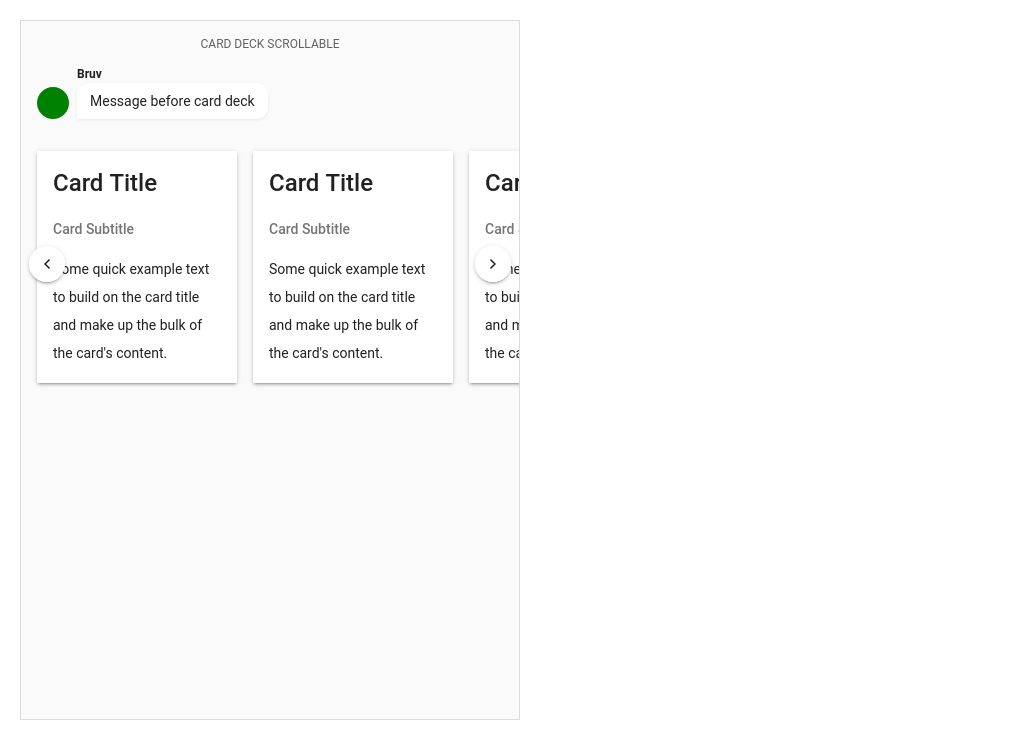 CARD DECK SCROLLABLE
Bruv
Message before card deck
Card Title
Card Subtitle
ome quick example text
to build on the card title
and make up the bulk of
the card's content.
Card Title
Card Subtitle
Some quick example text
to build on the card title
and make up the bulk of
the card's content.
Car
Card
to bui
and m
the ca